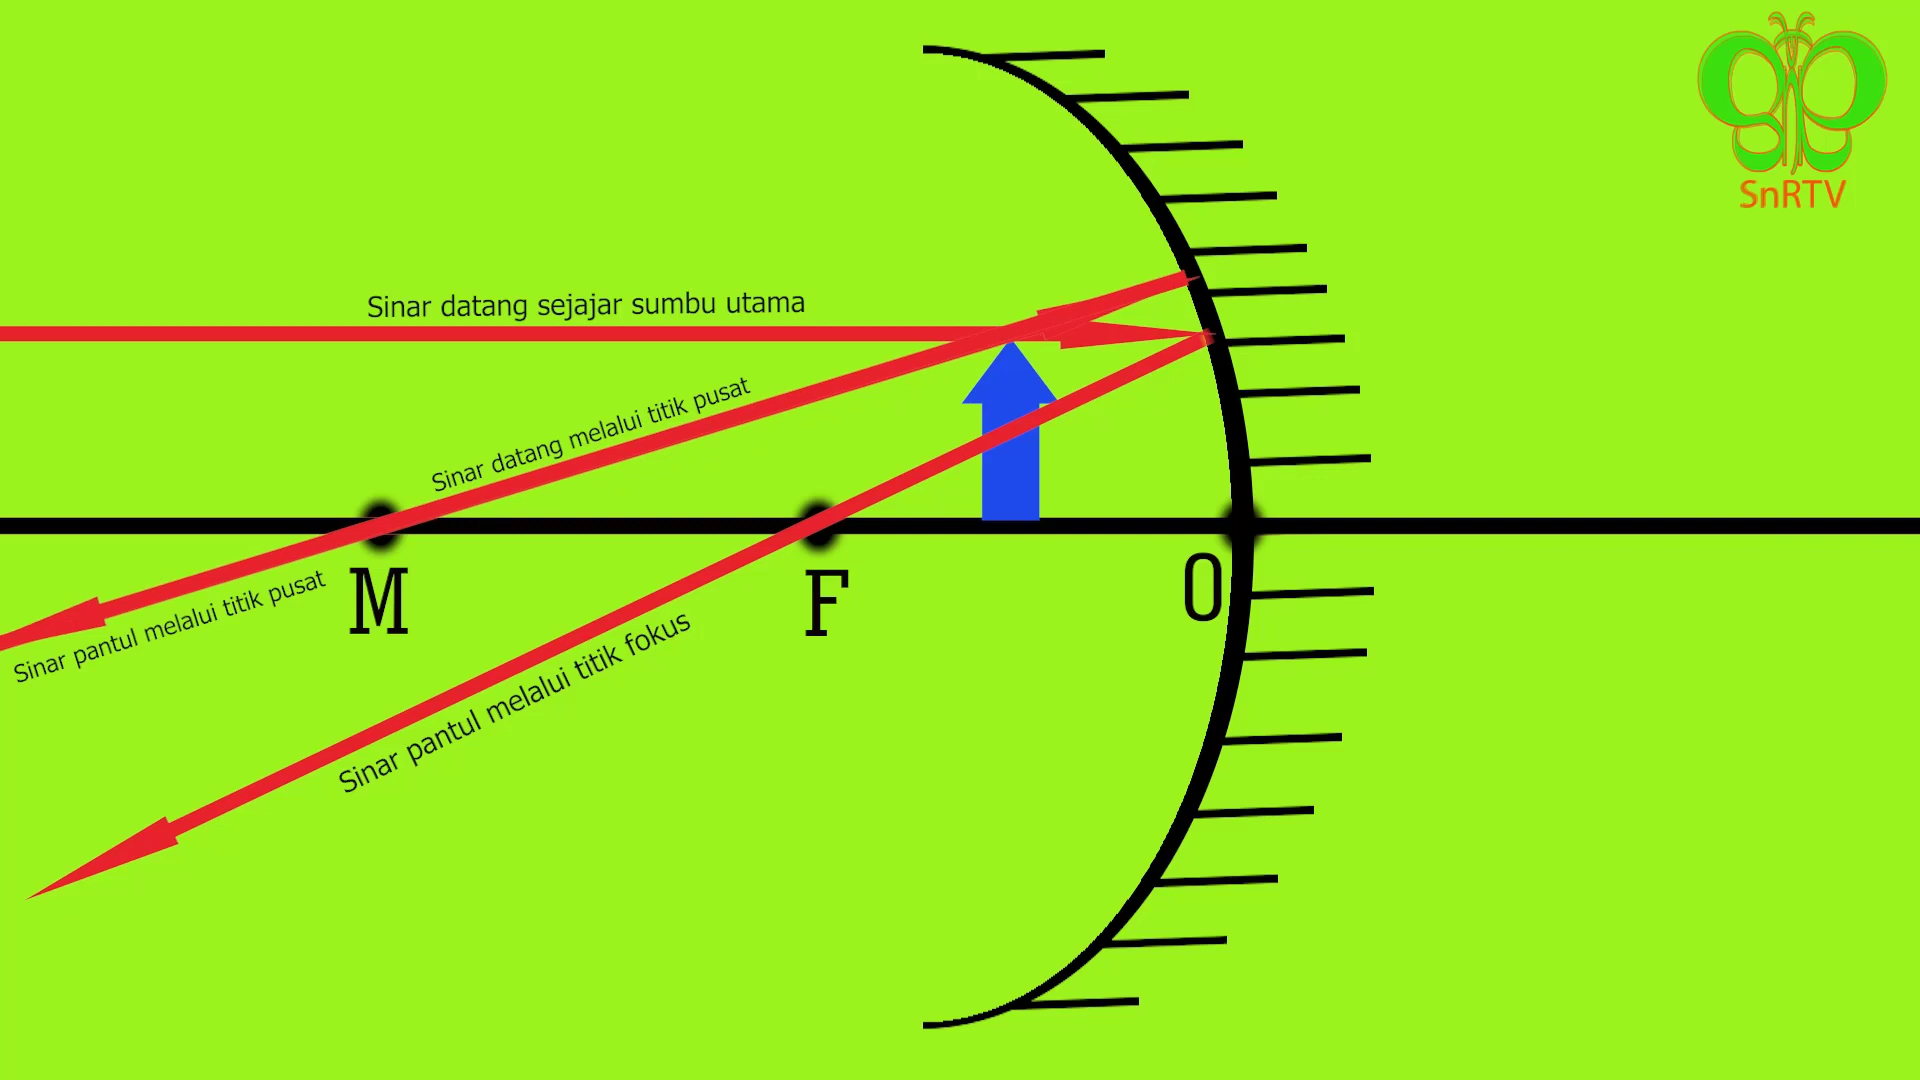 SnRTV
Sinar datang sejajar sumbu utama
Sinar datang melalui titik pusat
Sinar pantul melalui titik pusat
M
F
O
Sinar pantul melalui titik fokus